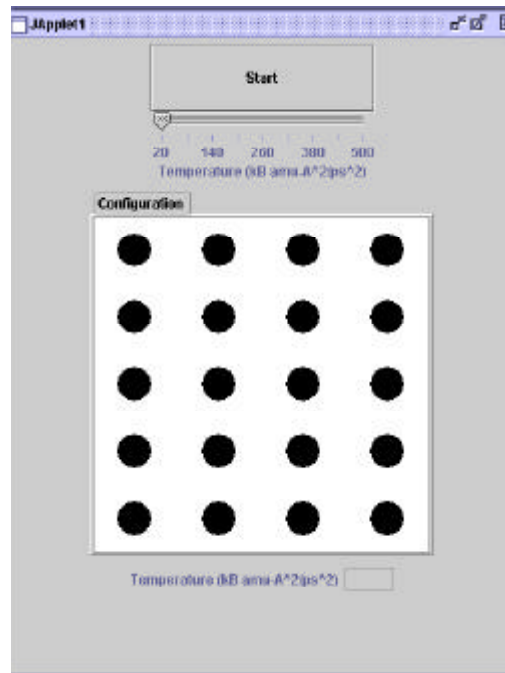 JApplet1
Start
20 140 260 380 500
Temperature (kB amu-A^2/ps^2)
Configuration
Temperature (kB amu-A^2/ps^2)